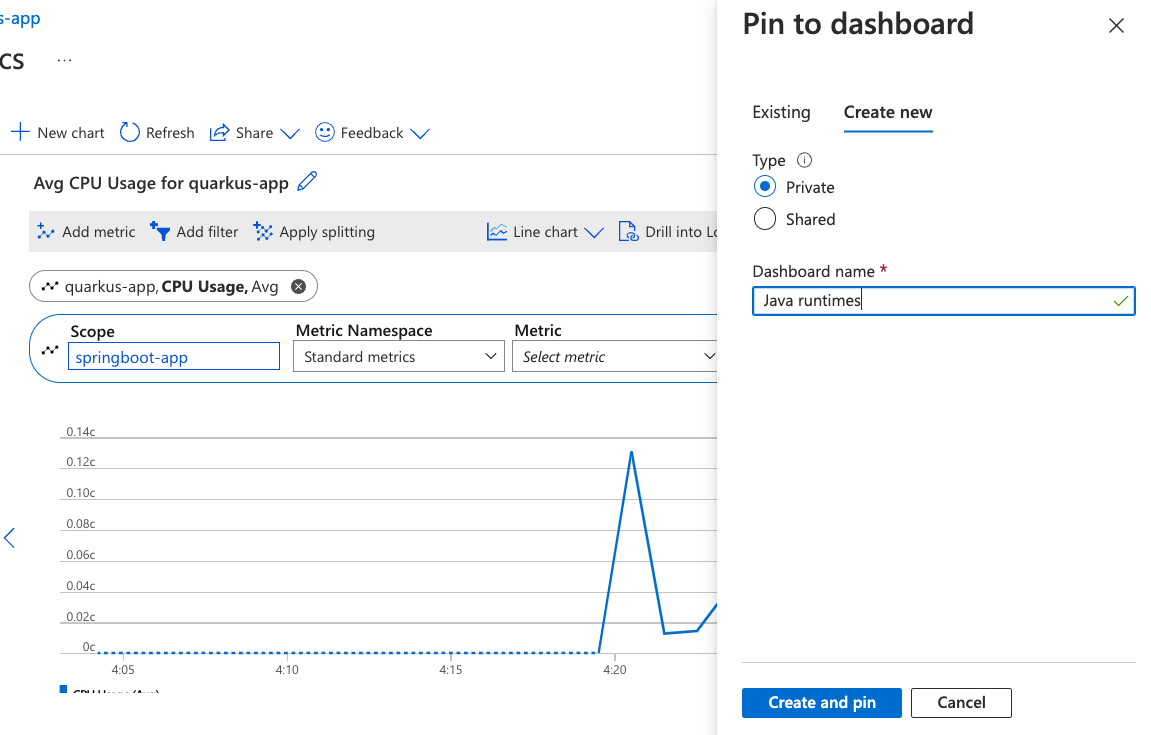 s-app
cs
...
New chart
Refresh
Share
Feedback
Avg CPU Usage for quarkus-app
Add metric
Add filter
Apply splitting
Line chart
Drill into Lo
quarkus-app, CPU Usage, Avg
Scope
Metric Namespace
Metric
springboot-app
Standard metrics
Select metric
0.14c
0.12c
0.10c
0.08c
0.06c
0.04c
0.02c
0c
4:05
4:10
4:15
4:20
CPU Usage (Avg)
Pin to dashboard
Existing
Create new
Type
Private
Shared
Dashboard name *
Java runtimes
Create and pin
Cancel